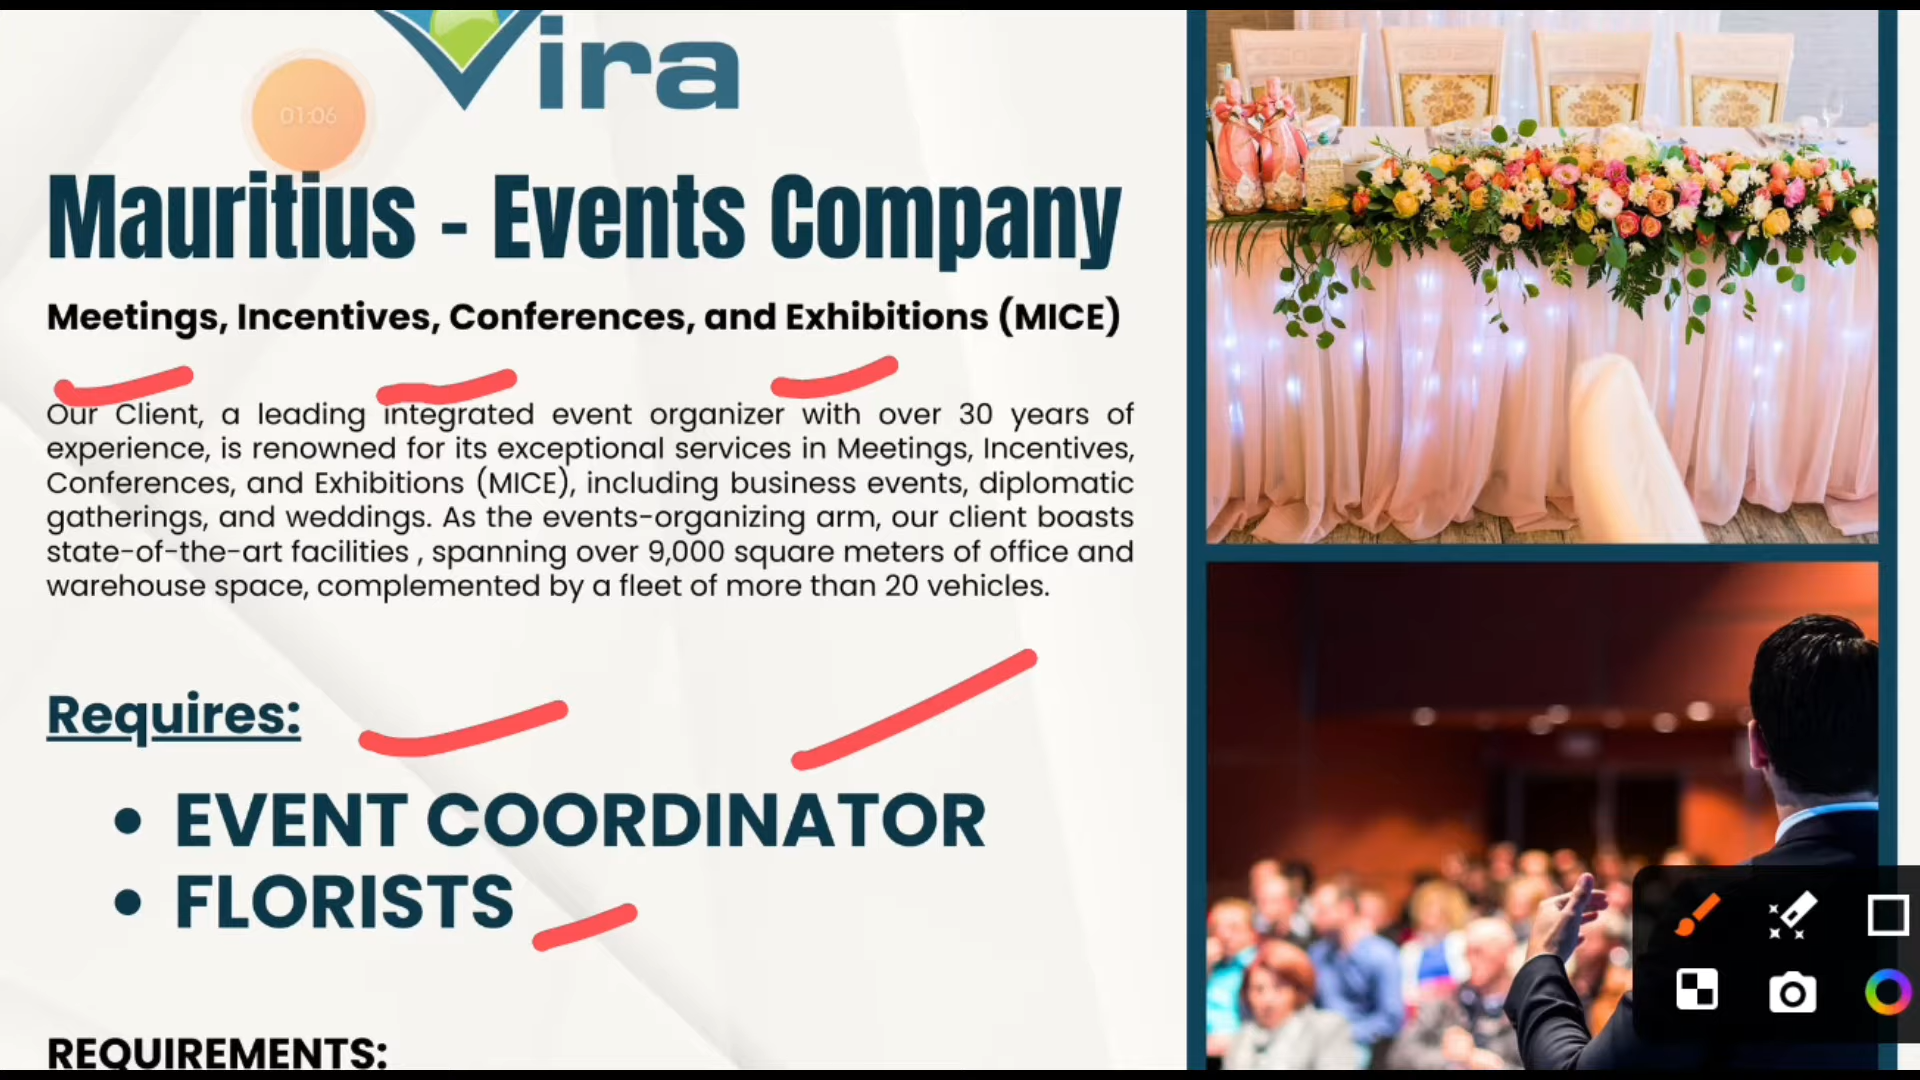 Vira
01:06
Mauritius - Events Company
Meetings, Incentives, Conferences, and Exhibitions (MICE)
Our Client, a leading integrated event organizer with over 30 years of
experience, is renowned for its exceptional services in Meetings, Incentives,
Conferences, and Exhibitions (MICE), including business events, diplomatic
gatherings, and weddings. As the events-organizing arm, our client boasts
state-of-the-art facilities , spanning over 9,000 square meters of office and
warehouse space, complemented by a fleet of more than 20 vehicles.
Requires:
• EVENT COORDINATOR
• FLORISTS
REQUIREMENTS: